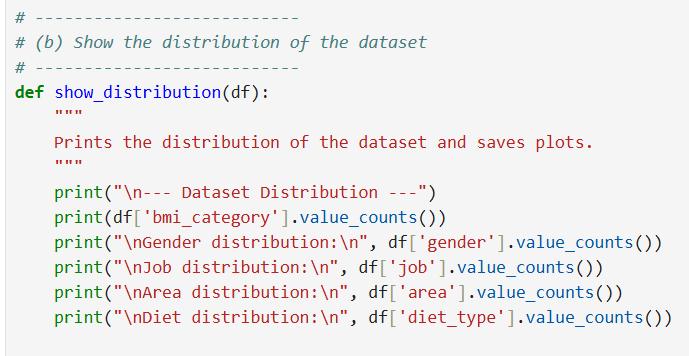 # ---------------------------
# (b) Show the distribution of the dataset
# ---------------------------
def show_distribution(df):
    """
    Prints the distribution of the dataset and saves plots.
    """
    print("\n--- Dataset Distribution ---")
    print(df['bmi_category'].value_counts())
    print("\nGender distribution:\n", df['gender'].value_counts())
    print("\nJob distribution:\n", df['job'].value_counts())
    print("\nArea distribution:\n", df['area'].value_counts())
    print("\nDiet distribution:\n", df['diet_type'].value_counts())